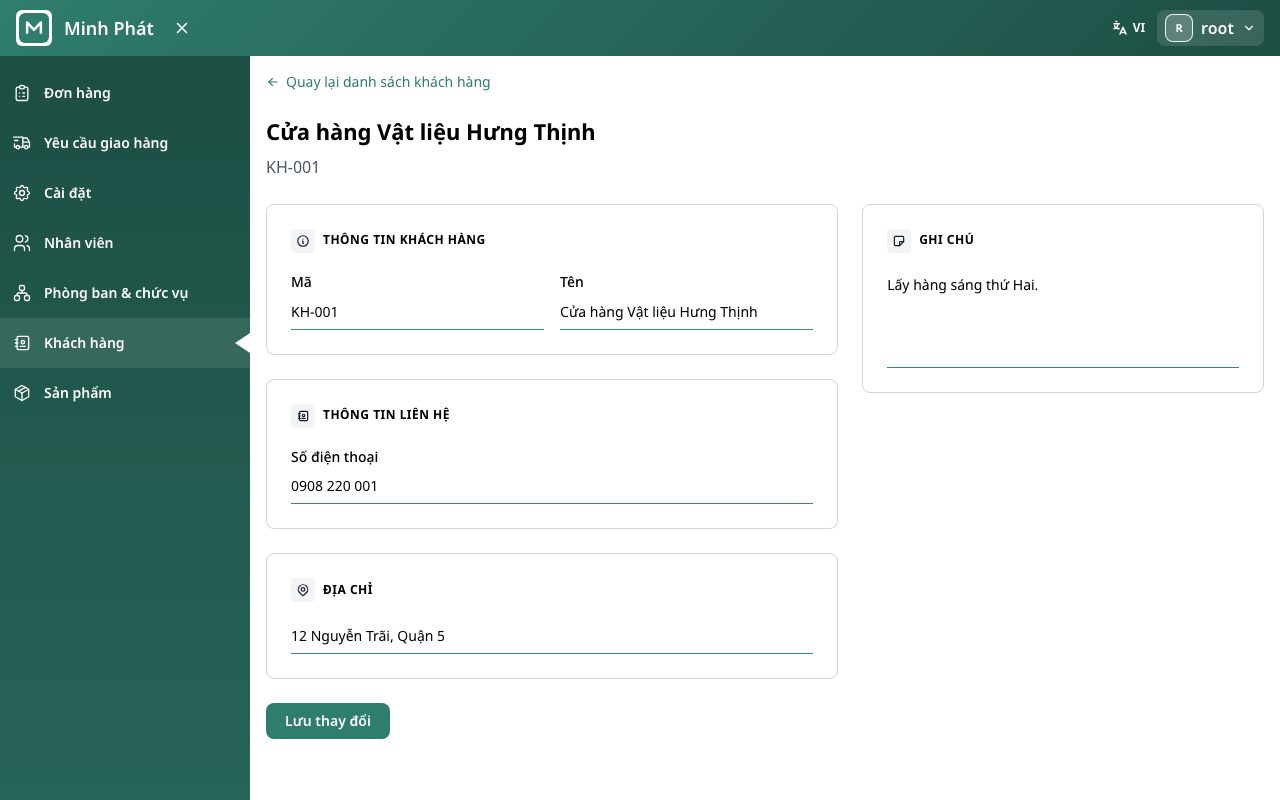 Minh Phát
VI
R
root
Đơn hàng
Yêu cầu giao hàng
Cài đặt
Nhân viên
Phòng ban & chức vụ
Khách hàng
Sản phẩm
Quay lại danh sách khách hàng
Cửa hàng Vật liệu Hưng Thịnh
KH-001
THÔNG TIN KHÁCH HÀNG
Mã
Tên
KH-001
Cửa hàng Vật liệu Hưng Thịnh
THÔNG TIN LIÊN HỆ
Số điện thoại
0908 220 001
ĐỊA CHỈ
12 Nguyễn Trãi, Quận 5
Lưu thay đổi
GHI CHÚ
Lấy hàng sáng thứ Hai.